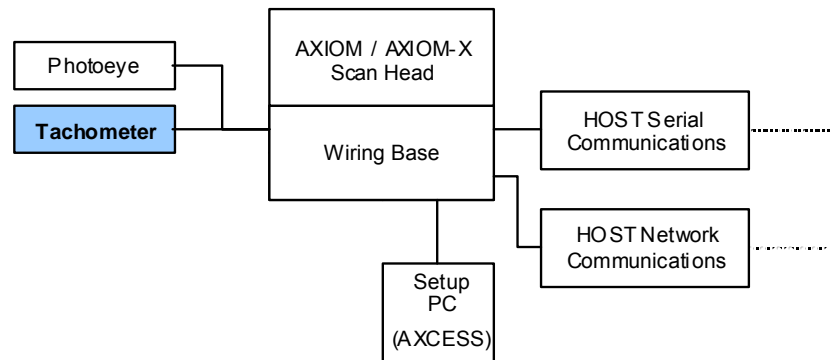 AXIOM / AXIOM-X
Scan Head
Photoeye
Tachometer
Wiring Base
HOST Serial
Communications
HOST Network
Communications
Setup
PC
(AXCESS)